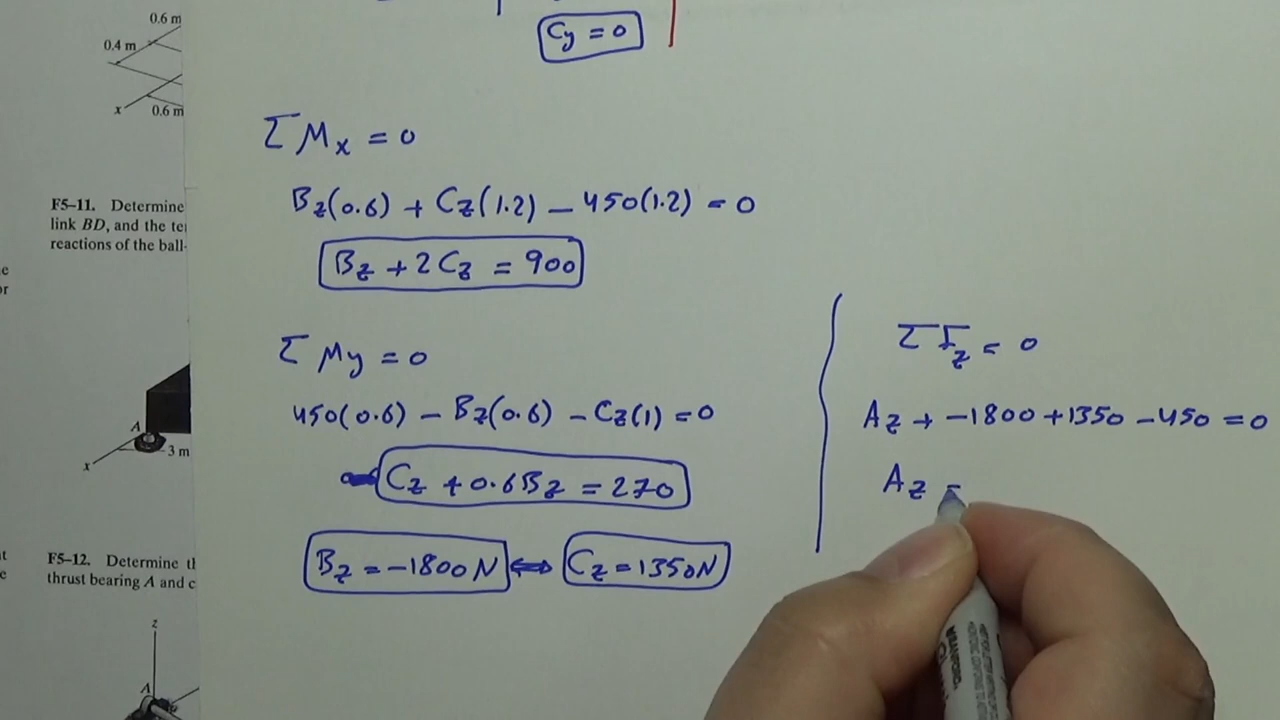 0.6 m
0.4 m
x
0.6 m
Cy = 0
ΣMx = 0
Bz(0.6) + Cz(1.2) - 450(1.2) = 0
Bz + 2Cz = 900
F5–11. Determine
link BD, and the
reactions of the ball-
ΣMy = 0
450(0.6) - Bz(0.6) - Cz(1) = 0
Cz + 0.6Bz = 270
Bz = -1800N ⟺ Cz = 1350N
A
x
3 m
ΣFz = 0
Az + -1800 + 1350 - 450 = 0
Az =
F5–12. Determine
thrust bearing A and
z
A
SANFORD